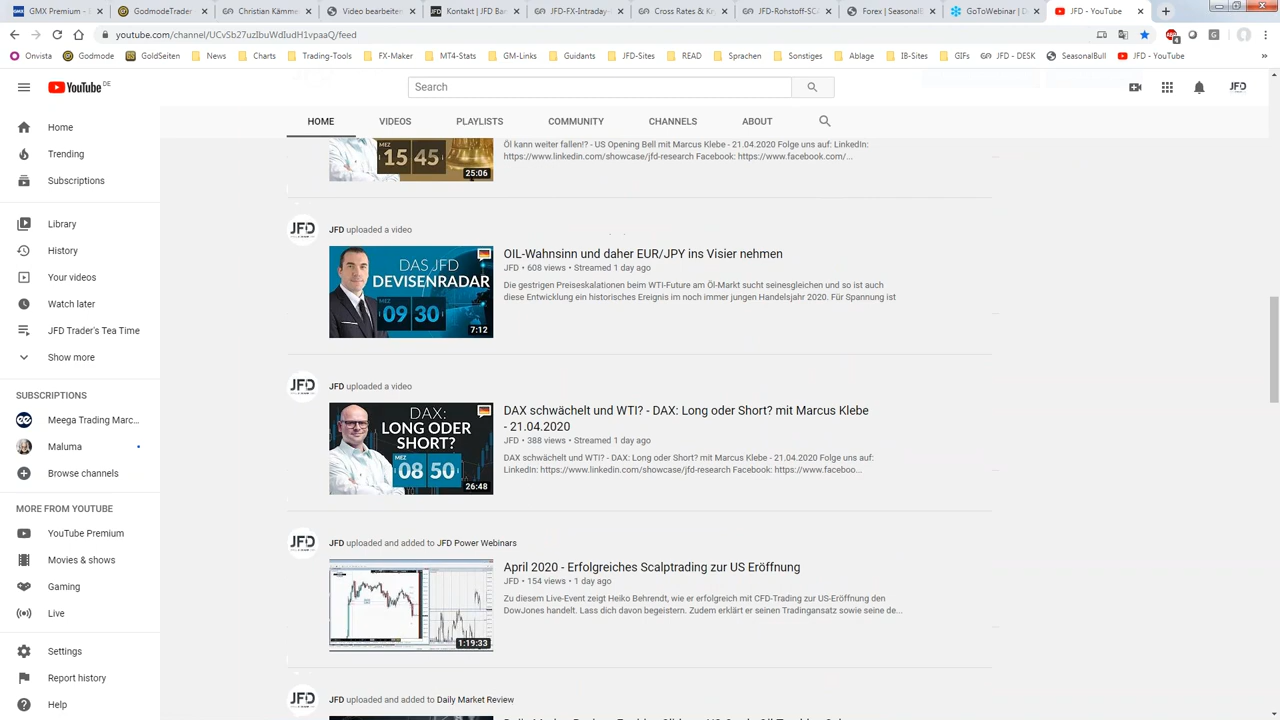 GMX Premium - E
GodmodeTrader
Christian Kämme
Video bearbeiten
Kontakt | JFD Ban
JFD-FX-Intraday-
Cross Rates & Kr
JFD-Rohstoff-SC
Forex | SeasonalB
GoToWebinar | D
JFD - YouTube
youtube.com/channel/UCvSb27uzIbuWdIudH1vpaaQ/feed
Onvista
Godmode
GoldSeiten
News
Charts
Trading-Tools
FX-Maker
MT4-Stats
GM-Links
Guidants
JFD-Sites
READ
Sprachen
Sonstiges
Ablage
IB-Sites
GIFs
JFD - DESK
SeasonalBull
JFD - YouTube
»
YouTube DE
Search
JFD
HOME
VIDEOS
PLAYLISTS
COMMUNITY
CHANNELS
ABOUT
Home
Trending
Subscriptions
Library
History
Your videos
Watch later
JFD Trader's Tea Time
Show more
SUBSCRIPTIONS
Meega Trading Marc...
Maluma
Browse channels
MORE FROM YOUTUBE
YouTube Premium
Movies & shows
Gaming
Live
Settings
Report history
Help
15 45
25:06
Öl kann weiter fallen!? - US Opening Bell mit Marcus Klebe - 21.04.2020 Folge uns auf: LinkedIn:
https://www.linkedin.com/showcase/jfd-research Facebook: https://www.facebook.com/...
JFD
JFD uploaded a video
DAS JFD
DEVISENRADAR
MEZ
09 30
7:12
OIL-Wahnsinn und daher EUR/JPY ins Visier nehmen
JFD • 608 views • Streamed 1 day ago
Die gestrigen Preiseskalationen beim WTI-Future am Öl-Markt sucht seinesgleichen und so ist auch
diese Entwicklung ein historisches Ereignis im noch immer jungen Handelsjahr 2020. Für Spannung ist
JFD
JFD uploaded a video
DAX:
LONG ODER
SHORT?
MEZ
08 50
26:48
DAX schwächelt und WTI? - DAX: Long oder Short? mit Marcus Klebe
- 21.04.2020
JFD • 388 views • Streamed 1 day ago
DAX schwächelt und WTI? - DAX: Long oder Short? mit Marcus Klebe - 21.04.2020 Folge uns auf:
LinkedIn: https://www.linkedin.com/showcase/jfd-research Facebook: https://www.faceboo...
JFD
JFD uploaded and added to JFD Power Webinars
1:19:33
April 2020 - Erfolgreiches Scalptrading zur US Eröffnung
JFD • 154 views • 1 day ago
Zu diesem Live-Event zeigt Heiko Behrendt, wie er erfolgreich mit CFD-Trading zur US-Eröffnung den
DowJones handelt. Lass dich davon begeistern. Zudem erklärt er seinen Tradingansatz sowie seine de...
JFD
JFD uploaded and added to Daily Market Review